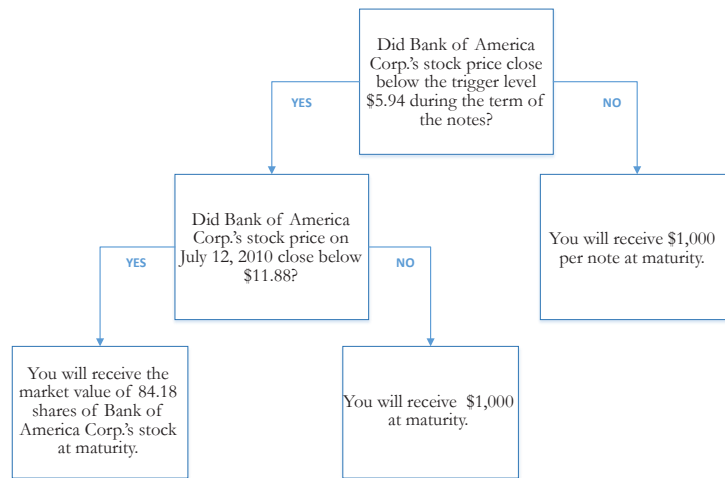 Did Bank of America
Corp.'s stock price close
below the trigger level
$5.94 during the term of
the notes?
YES
NO
Did Bank of America
Corp.'s stock price on
July 12, 2010 close below
$11.88?
You will receive $1,000
per note at maturity.
YES
NO
You will receive the
market value of 84.18
shares of Bank of
America Corp.'s stock
at maturity.
You will receive $1,000
at maturity.